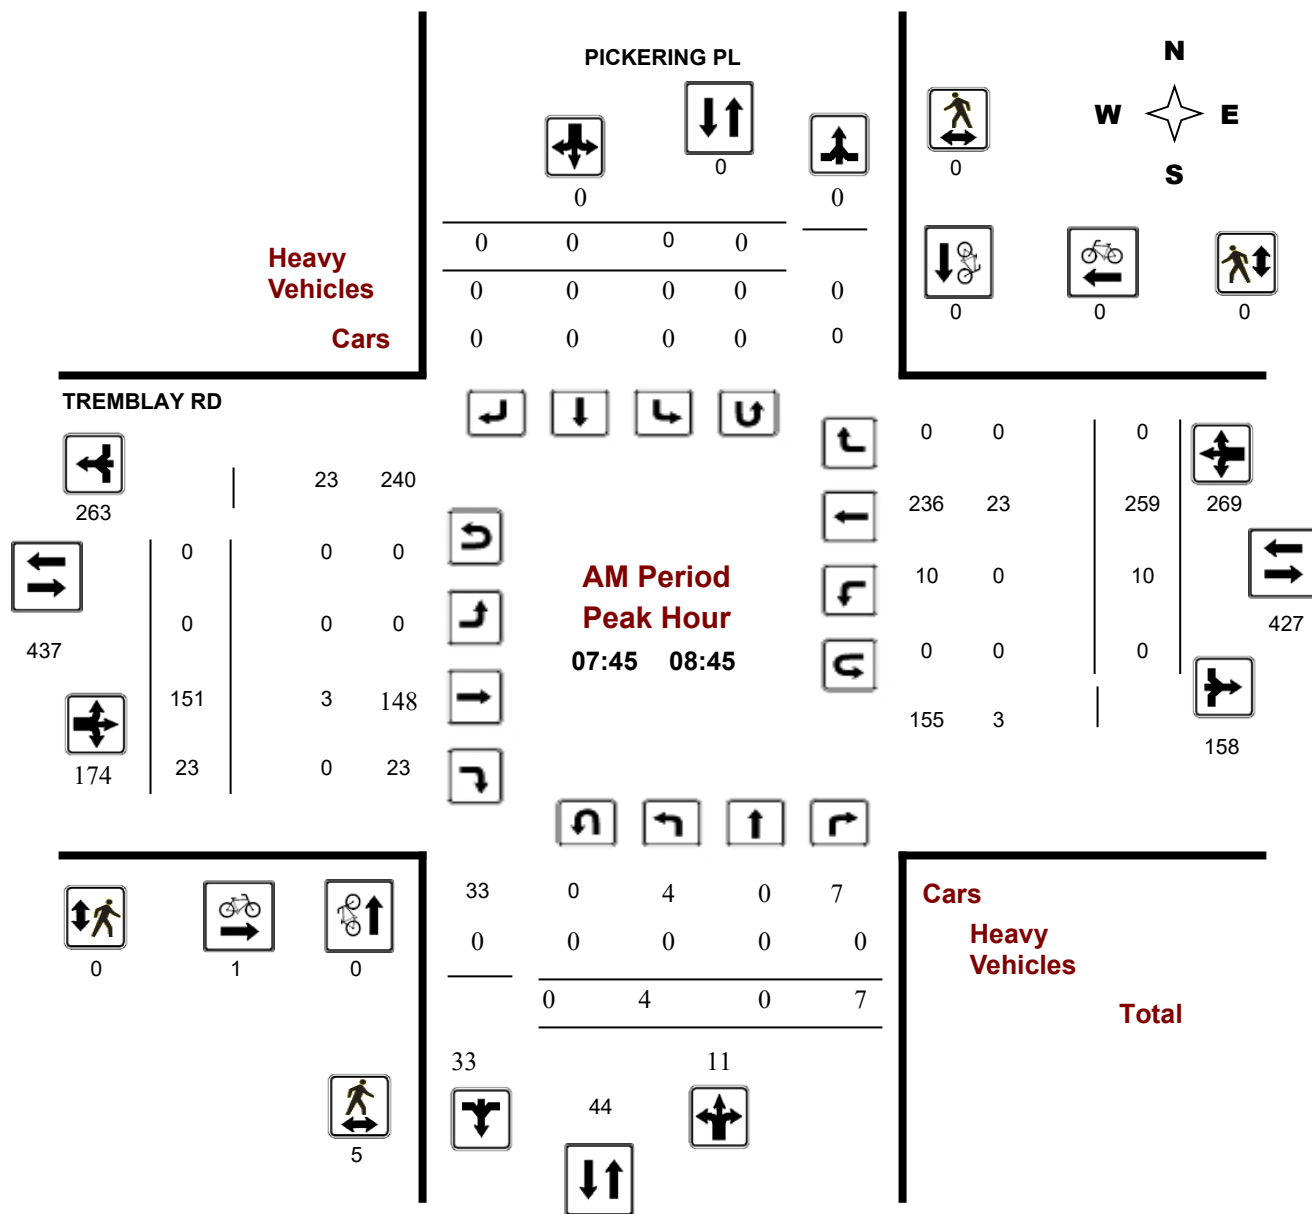 PICKERING PL
N
W E
S
0
0
0 0
0 0 0 0
Heavy
Vehicles
0 0 0 0 0
0 0 0
Cars
0 0 0 0 0
TREMBLAY RD
0 0 0
23 240
263
236 23 259 269
0 0 0
10 0 10
AM Period
Peak Hour
0 0 0
427
437
07:45 08:45
0 0 0
151 3 148
155 3
158
174
23 0 23
33 0 4 0 7
Cars
0 0 0 0 0
Heavy
Vehicles
0 1 0
0 4 0 7
Total
33 11
44
5